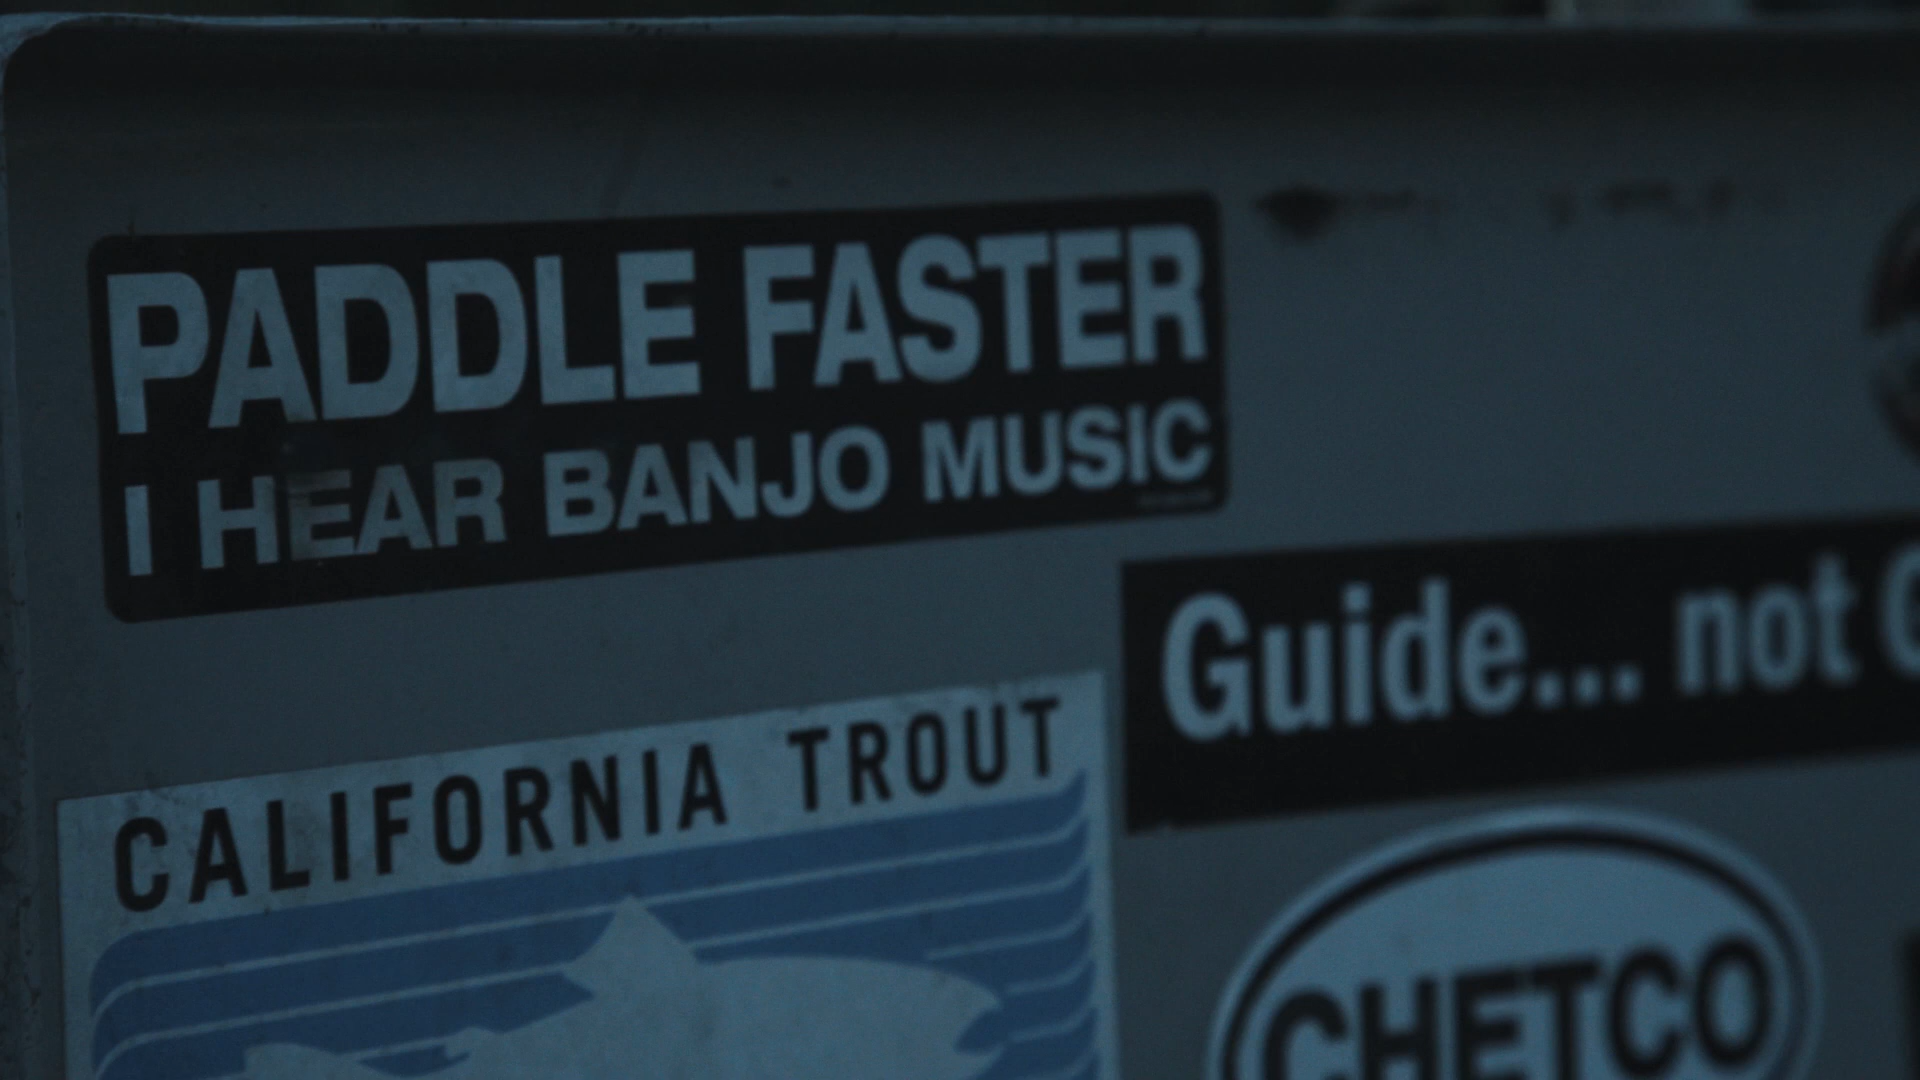 PADDLE FASTER
I HEAR BANJO MUSIC
Guide... not
CALIFORNIA TROUT
CHETCO